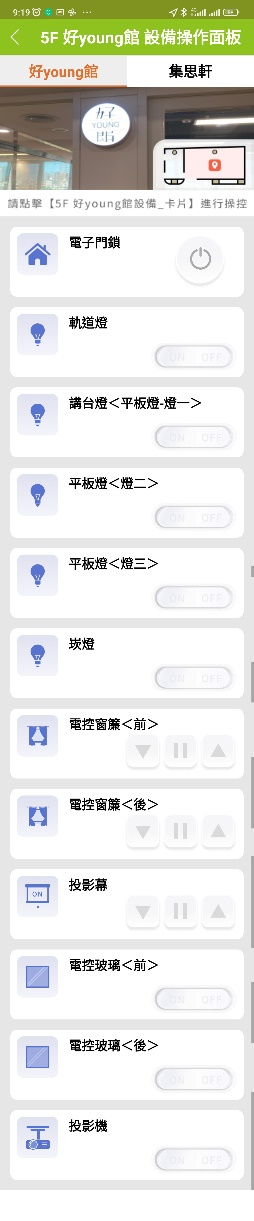 9:19
5F 好young館 設備操作面板
好young館 集思軒
好
YOUNG
館
請點擊【5F 好young館設備_卡片】進行操控
電子門鎖
軌道燈
ON OFF
講台燈<平板燈-燈一>
ON OFF
平板燈<燈二>
ON OFF
平板燈<燈三>
ON OFF
崁燈
ON OFF
電控窗簾<前>
電控窗簾<後>
投影幕
ON
電控玻璃<前>
ON OFF
電控玻璃<後>
ON OFF
投影機
ON OFF